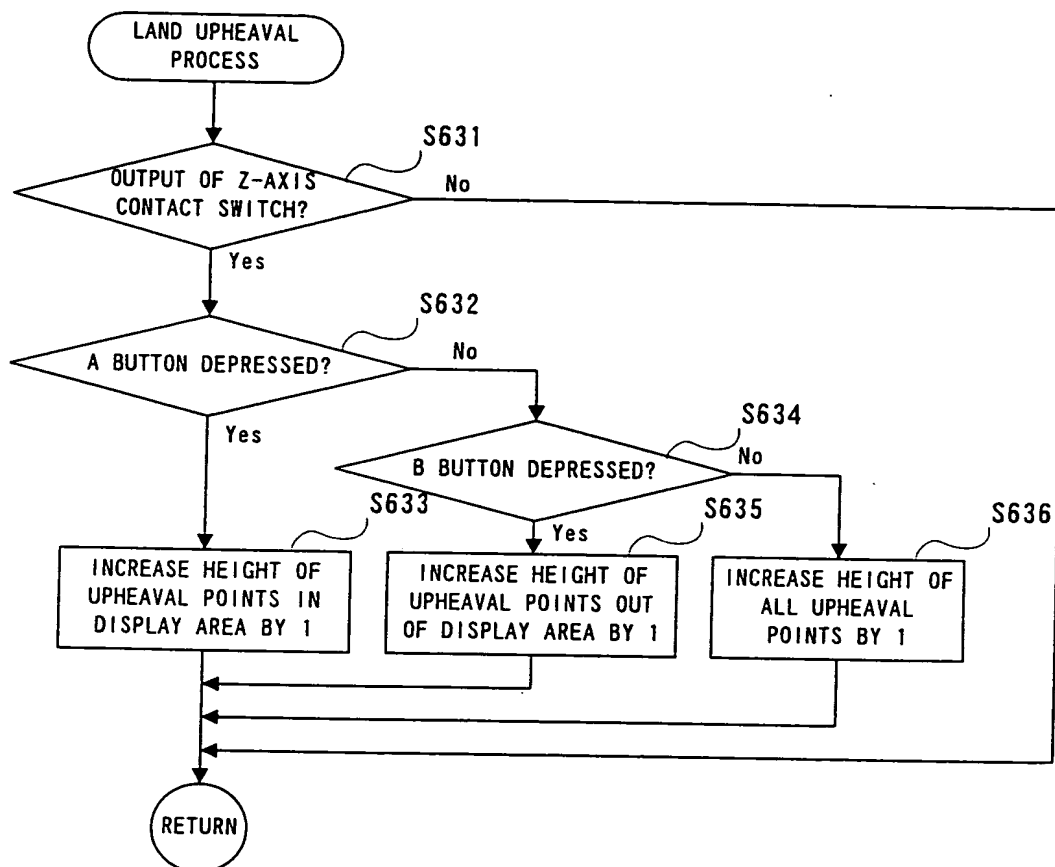 LAND UPHEAVAL
PROCESS
S631
OUTPUT OF Z-AXIS
CONTACT SWITCH?
No
Yes
S632
A BUTTON DEPRESSED?
No
Yes
S634
B BUTTON DEPRESSED?
No
Yes
S633
INCREASE HEIGHT OF
UPHEAVAL POINTS IN
DISPLAY AREA BY 1
S635
INCREASE HEIGHT OF
UPHEAVAL POINTS OUT
OF DISPLAY AREA BY 1
S636
INCREASE HEIGHT OF
ALL UPHEAVAL
POINTS BY 1
RETURN